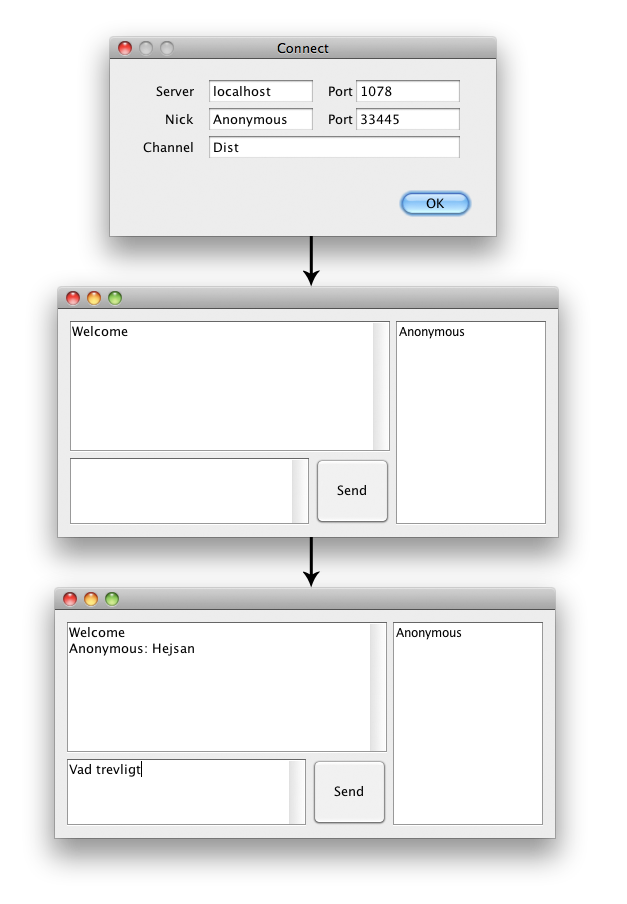 Connect
Server localhost Port 1078
Nick Anonymous Port 33445
Channel Dist
OK
Welcome
Anonymous
Send
Welcome
Anonymous: Hejsan
Anonymous
Vad trevligt
Send